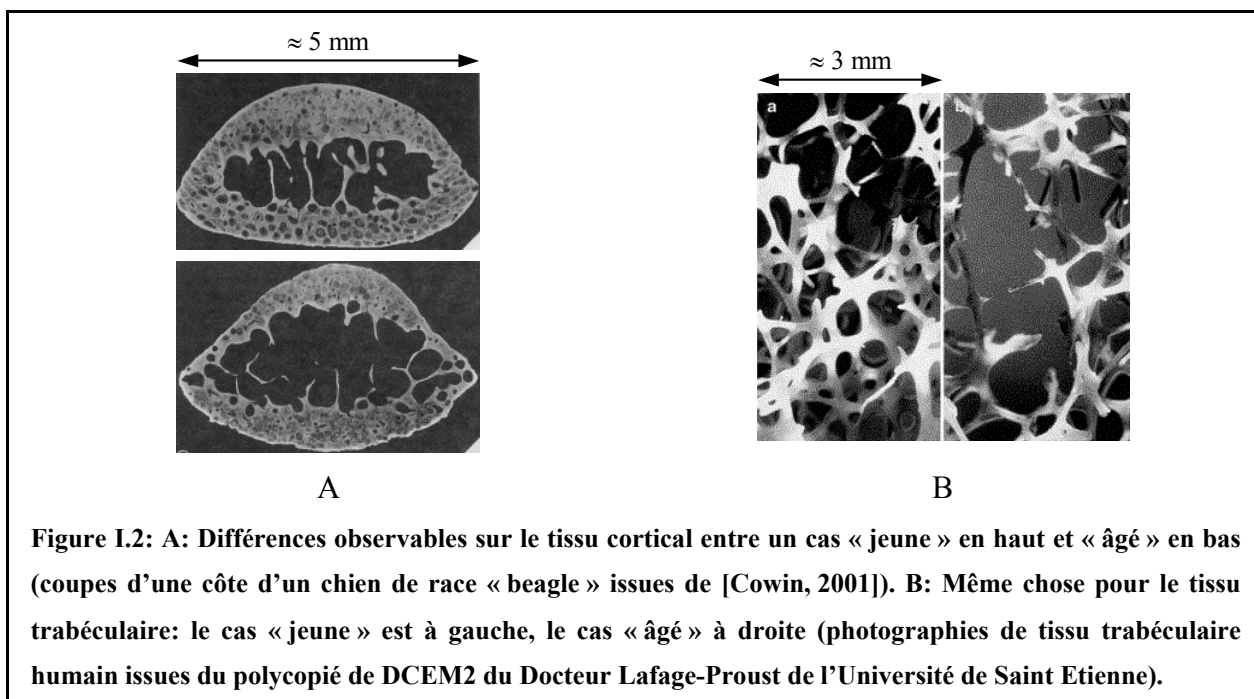 ≈ 5 mm
≈ 3 mm
a
b
A
B
Figure I.2: A: Différences observables sur le tissu cortical entre un cas « jeune » en haut et « âgé » en bas
(coupes d’une côte d’un chien de race « beagle » issues de [Cowin, 2001]). B: Même chose pour le tissu
trabéculaire: le cas « jeune » est à gauche, le cas « âgé » à droite (photographies de tissu trabéculaire
humain issues du polycopié de DCEM2 du Docteur Lafage-Proust de l’Université de Saint Etienne).